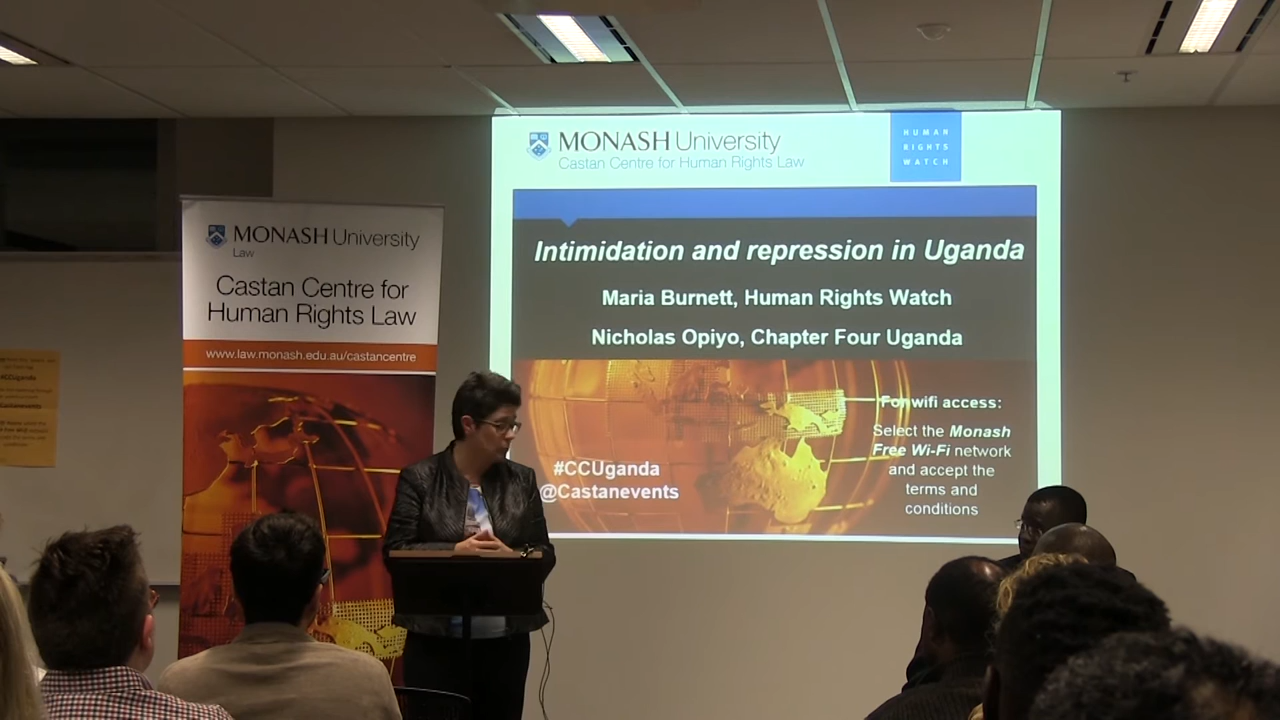 MONASH University
Law
Castan Centre for
Human Rights Law
www.law.monash.edu.au/castancentre
#CCUganda
Castanevents
MONASH University
Castan Centre for Human Rights Law
HUMAN
RIGHTS
WATCH
Intimidation and repression in Uganda
Maria Burnett, Human Rights Watch
Nicholas Opiyo, Chapter Four Uganda
#CCUganda
@Castanevents
For wifi access:
Select the Monash
Free Wi-Fi network
and accept the
terms and
conditions